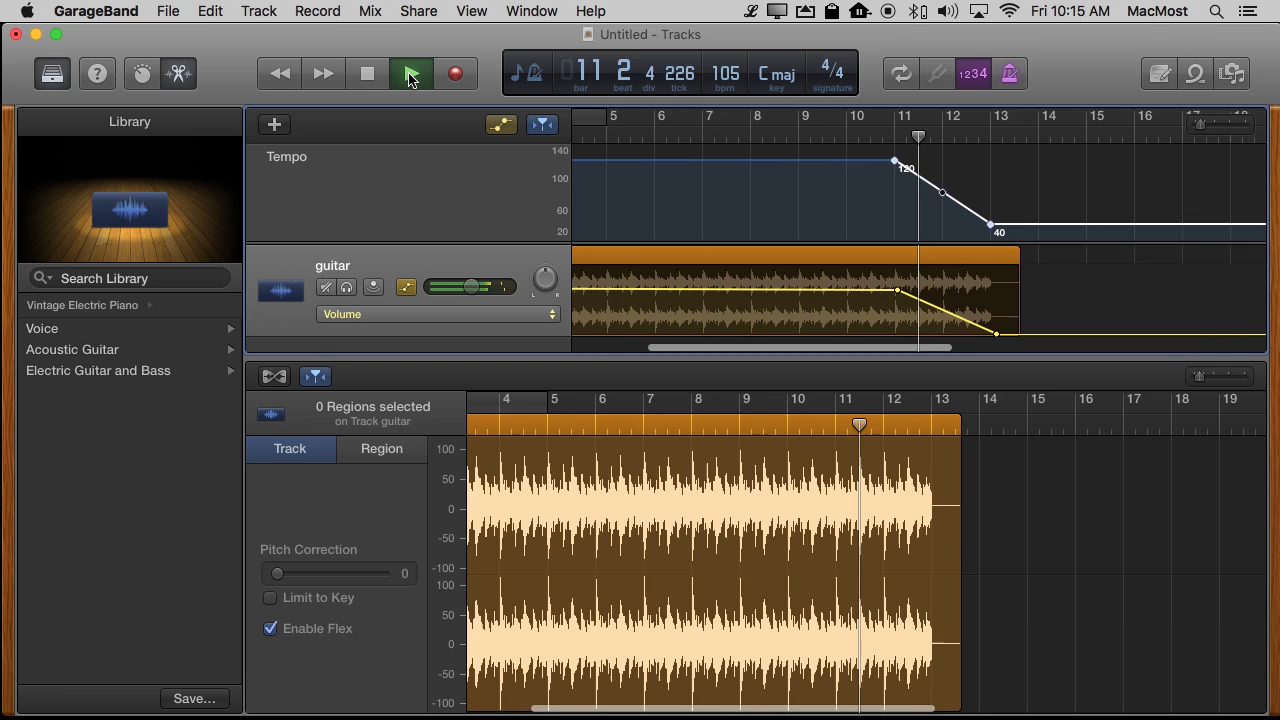 GarageBand File Edit Track Record Mix Share View Window Help Fri 10:15 AM MacMost
Untitled - Tracks
11 2 4 226 105 C maj 4/4
bar beat div tick bpm key signature
1234
Library
5 6 7 8 9 10 11 12 13 14 15 16 17 18
Tempo
140
100
60
20
120
40
guitar
L R
Volume
Search Library
Vintage Electric Piano
Voice
Acoustic Guitar
Electric Guitar and Bass
Save...
0 Regions selected
on Track guitar
4 5 6 7 8 9 10 11 12 13 14 15 16 17 18 19
Track Region
100
50
0
-50
-100
100
50
0
-50
-100
Pitch Correction
0
Limit to Key
Enable Flex